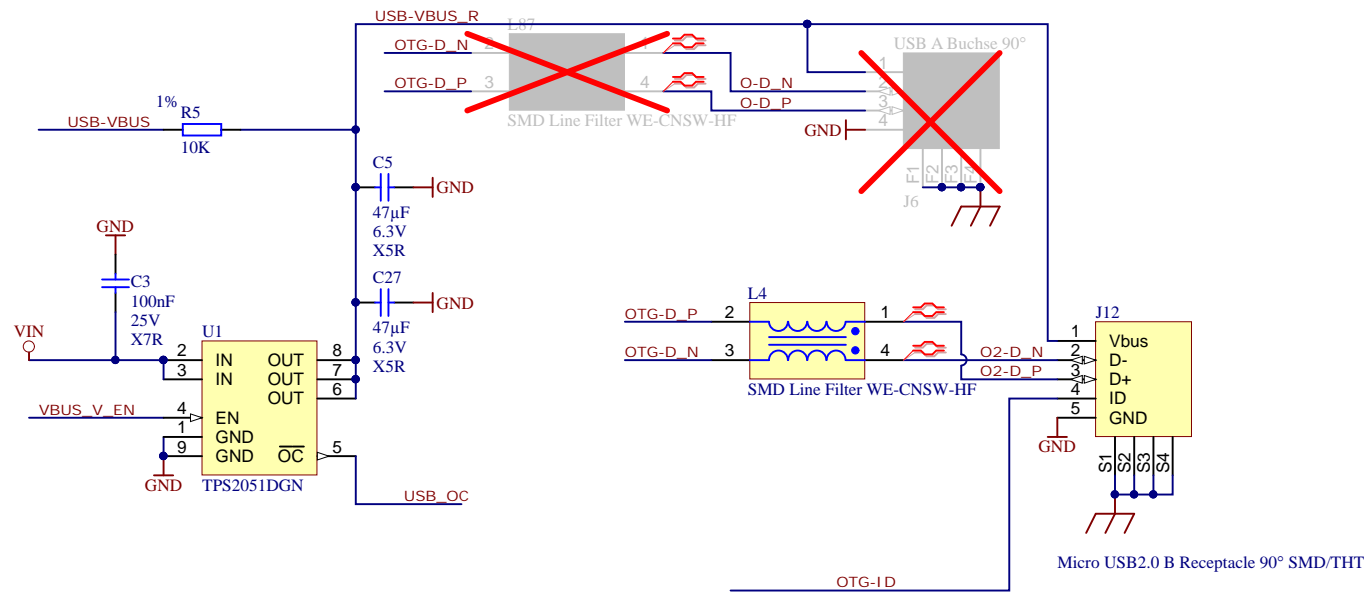 USB-VBUS_R
L87
OTG-D_N
2
1
OTG-D_P
3
4
SMD Line Filter WE-CNSW-HF
USB A Buchse 90°
1
O-D_N
2
O-D_P
3
GND
4
F1
F2
F3
F4
J6
1%
R5
USB-VBUS
10K
C5
GND
47µF
6.3V
X5R
GND
C3
100nF
25V
X7R
C27
GND
47µF
6.3V
X5R
VIN
U1
2
IN
OUT
8
3
IN
OUT
7
OUT
6
VBUS_V_EN
4
EN
1
GND
9
GND
OC
5
GND
TPS2051DGN
USB_OC
L4
OTG-D_P
2
1
OTG-D_N
3
4
O2-D_N
O2-D_P
SMD Line Filter WE-CNSW-HF
J12
1
Vbus
2
D-
3
D+
4
ID
5
GND
GND
S1
S2
S3
S4
Micro USB2.0 B Receptacle 90° SMD/THT
OTG-ID